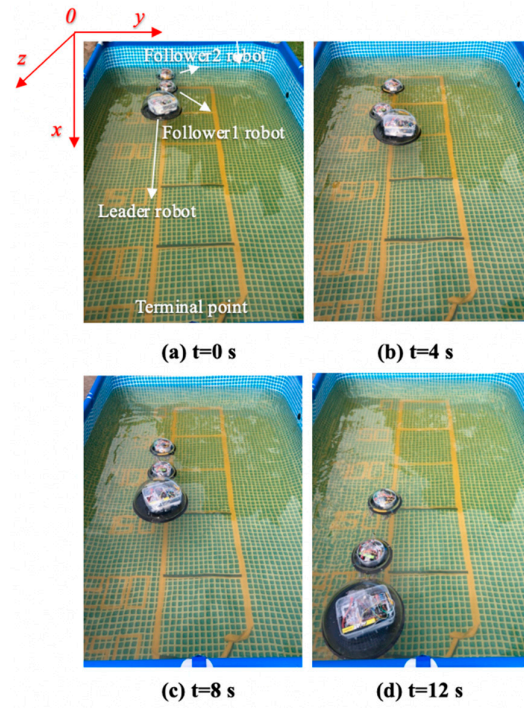 0
y
z
x
Follower2 robot
Follower1 robot
Leader robot
Terminal point
(a) t=0 s
(b) t=4 s
(c) t=8 s
(d) t=12 s